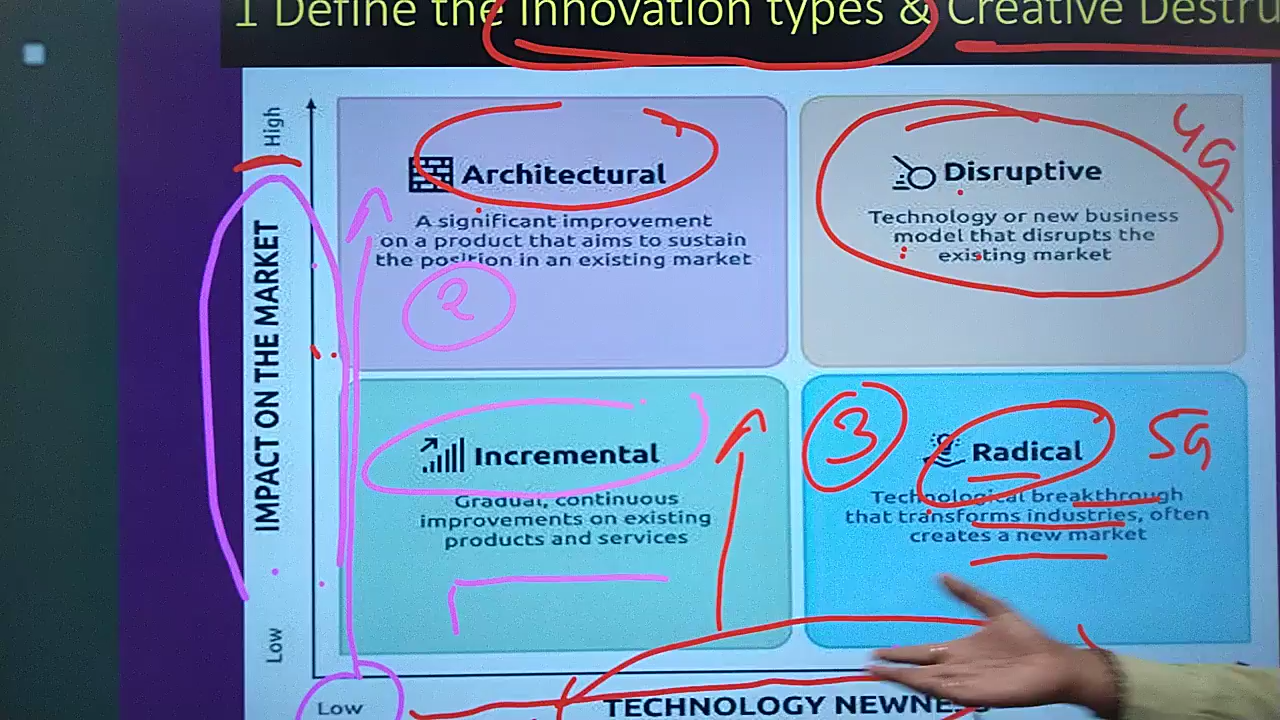 1 Define the Innovation types & Creative Destru
High
IMPACT ON THE MARKET
Low
Architectural
A significant improvement
on a product that aims to sustain
the position in an existing market
2
Disruptive
Technology or new business
model that disrupts the
existing market
4G
Incremental
Gradual, continuous
improvements on existing
products and services
3
Radical
5G
Technological breakthrough
that transforms industries, often
creates a new market
Low
TECHNOLOGY NEWNE